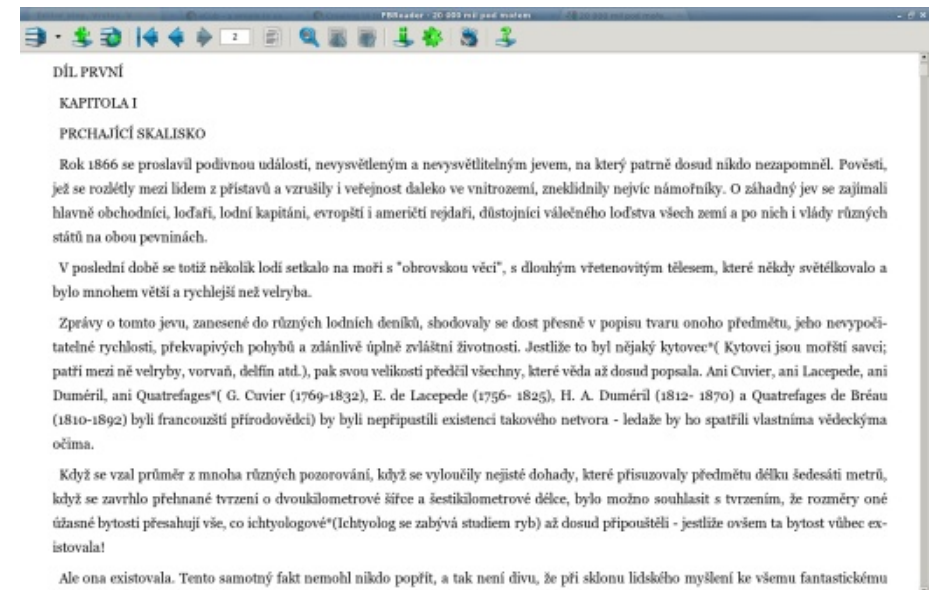 FBReader - 20 000 mil pod mořem
2
DÍL PRVNÍ
KAPITOLA I
PRCHAJÍCÍ SKALISKO
Rok 1866 se proslavil podivnou událostí, nevysvětleným a nevysvětlitelným jevem, na který patrně dosud nikdo nezapomněl. Pověsti,
jež se rozlétly mezi lidem z přístavů a vzrušily i veřejnost daleko ve vnitrozemí, zneklidnily nejvíc námořníky. O záhadný jev se zajímali
hlavně obchodníci, loďaři, lodní kapitáni, evropští i američtí rejdaři, důstojníci válečného loďstva všech zemí a po nich i vlády různých
států na obou pevninách.
V poslední době se totiž několik lodí setkalo na moři s "obrovskou věcí", s dlouhým vřetenovitým tělesem, které někdy světélkovalo a
bylo mnohem větší a rychlejší než velryba.
Zprávy o tomto jevu, zanesené do různých lodních deníků, shodovaly se dost přesně v popisu tvaru onoho předmětu, jeho nevypoči-
tatelné rychlosti, překvapivých pohybů a zdánlivě úplně zvláštní životnosti. Jestliže to byl nějaký kytovec*( Kytovci jsou mořští savci;
patří mezi ně velryby, vorvaň, delfín atd.), pak svou velikostí předčil všechny, které věda až dosud popsala. Ani Cuvier, ani Lacepede, ani
Duméril, ani Quatrefages*( G. Cuvier (1769-1832), E. de Lacepede (1756- 1825), H. A. Duméril (1812- 1870) a Quatrefages de Bréau
(1810-1892) byli francouzští přírodovědci) by byli nepřipustili existenci takového netvora - ledaže by ho spatřili vlastníma vědeckýma
očima.
Když se vzal průměr z mnoha různých pozorování, když se vyloučily nejisté dohady, které přisuzovaly předmětu délku šedesáti metrů,
když se zavrhlo přehnané tvrzení o dvoukilometrové šířce a šestikilometrové délce, bylo možno souhlasit s tvrzením, že rozměry oné
úžasné bytosti přesahují vše, co ichtyologové*(Ichtyolog se zabývá studiem ryb) až dosud připouštěli - jestliže ovšem ta bytost vůbec ex-
istovala!
Ale ona existovala. Tento samotný fakt nemohl nikdo popřít, a tak není divu, že při sklonu lidského myšlení ke všemu fantastickému